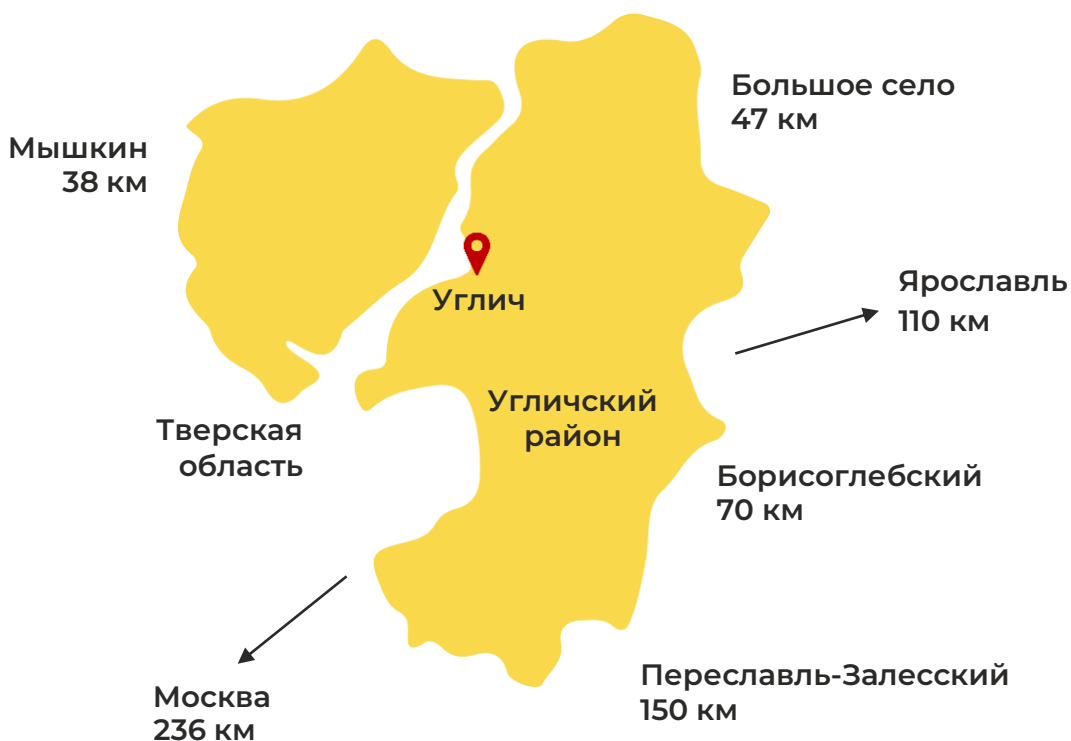 Большое село
47 км
Мышкин
38 км
Ярославль
110 км
Углич
Угличский
район
Тверская
область
Борисоглебский
70 км
Переславль-Залесский
150 км
Москва
236 км